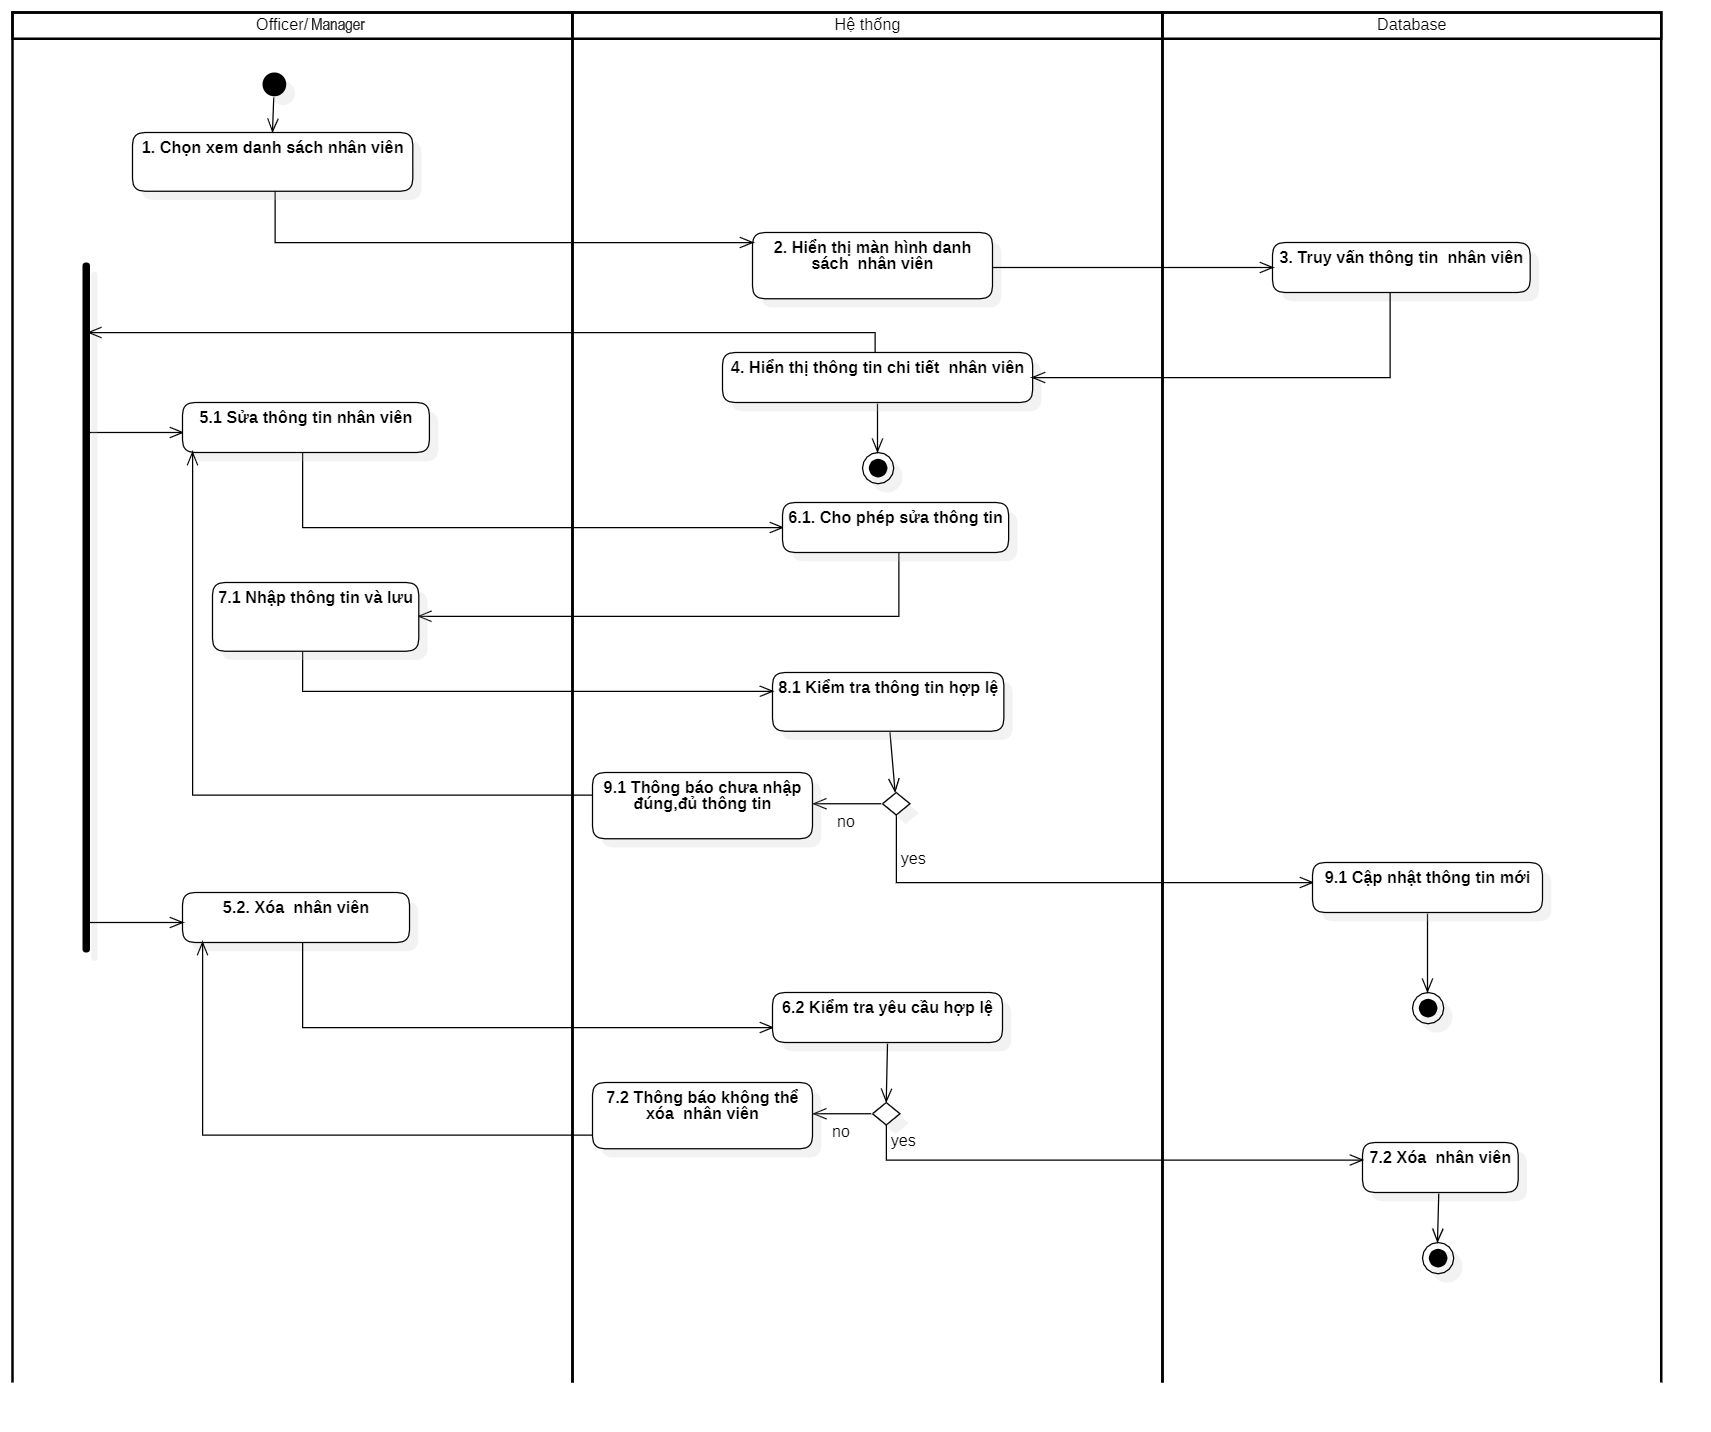 Officer/ Manager
Hệ thống
Database
1. Chọn xem danh sách nhân viên
2. Hiển thị màn hình danh
sách  nhân viên
3. Truy vấn thông tin  nhân viên
4. Hiển thị thông tin chi tiết  nhân viên
5.1 Sửa thông tin nhân viên
6.1. Cho phép sửa thông tin
7.1 Nhập thông tin và lưu
8.1 Kiểm tra thông tin hợp lệ
9.1 Thông báo chưa nhập
đúng,đủ thông tin
no
yes
9.1 Cập nhật thông tin mới
5.2. Xóa  nhân viên
6.2 Kiểm tra yêu cầu hợp lệ
7.2 Thông báo không thể
xóa  nhân viên
no
yes
7.2 Xóa  nhân viên